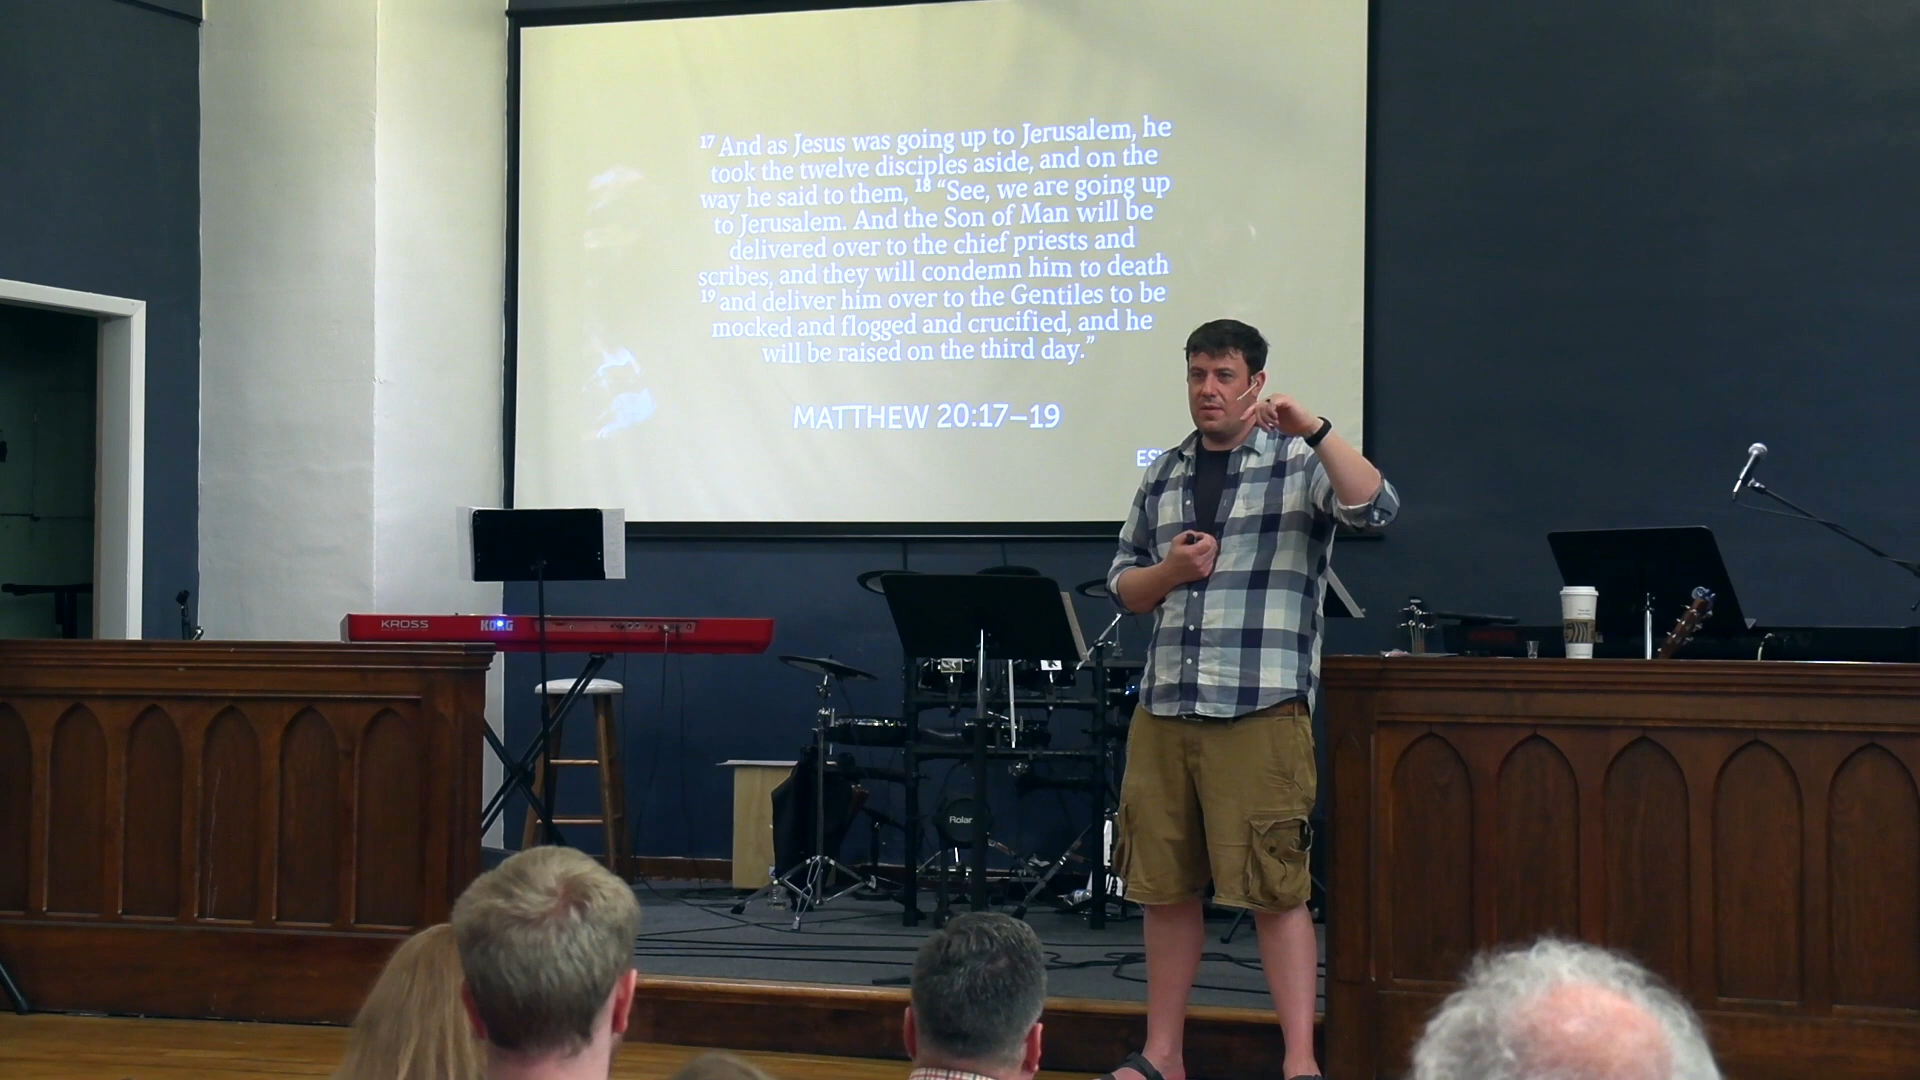 17 And as Jesus was going up to Jerusalem, he
took the twelve disciples aside, and on the
way he said to them, 18 “See, we are going up
to Jerusalem. And the Son of Man will be
delivered over to the chief priests and
scribes, and they will condemn him to death
19 and deliver him over to the Gentiles to be
mocked and flogged and crucified, and he
will be raised on the third day.”
MATTHEW 20:17–19
KROSS
KORG